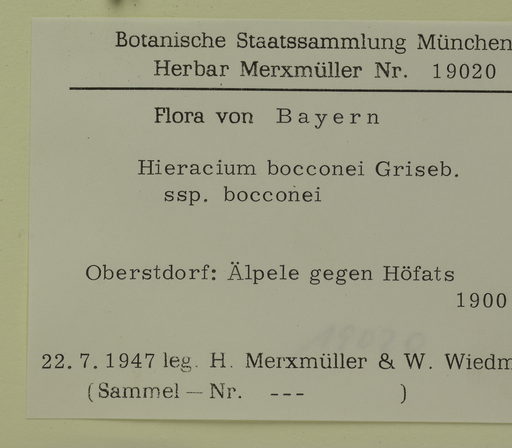 Botanische Staatssammlung München
Herbar Merxmüller Nr. 19020
Flora von Bayern
Hieracium bocconei Griseb.
ssp. bocconei
Oberstdorf: Älpele gegen Höfats
1900
22. 7. 1947 leg. H. Merxmüller & W.
(Sammel — Nr. --- )
19020